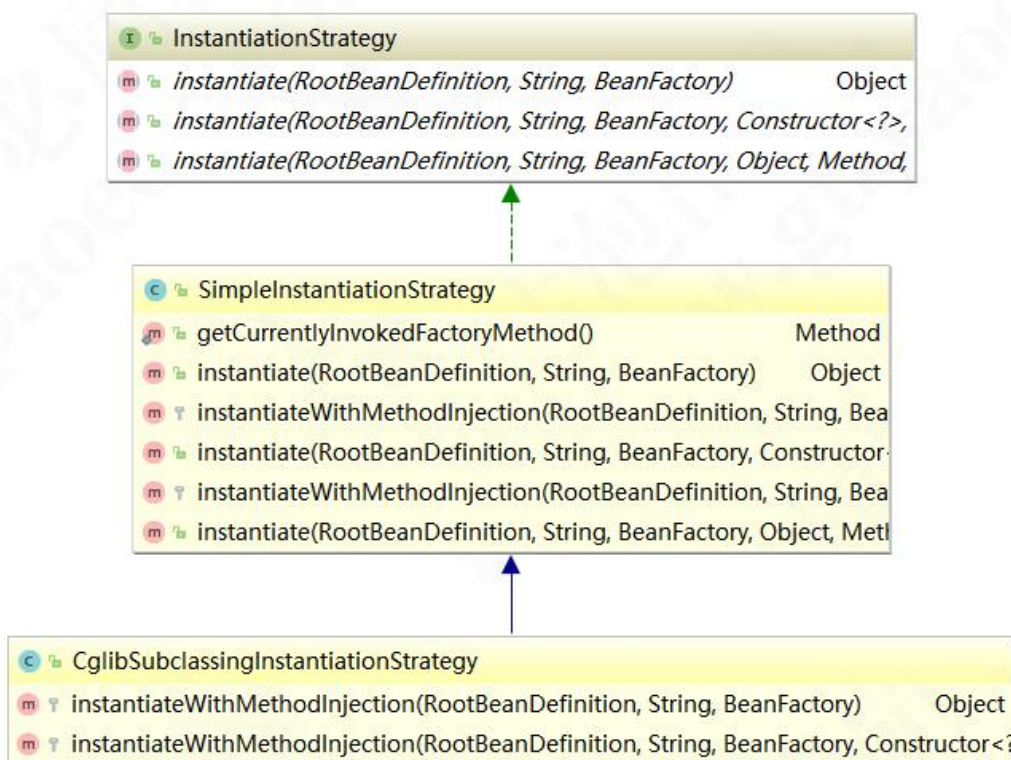 InstantiationStrategy
instantiate(RootBeanDefinition, String, BeanFactory) Object
instantiate(RootBeanDefinition, String, BeanFactory, Constructor<?>,
instantiate(RootBeanDefinition, String, BeanFactory, Object, Method,
SimpleInstantiationStrategy
getCurrentlyInvokedFactoryMethod() Method
instantiate(RootBeanDefinition, String, BeanFactory) Object
instantiateWithMethodInjection(RootBeanDefinition, String, Bea
instantiate(RootBeanDefinition, String, BeanFactory, Constructor
instantiateWithMethodInjection(RootBeanDefinition, String, Bea
instantiate(RootBeanDefinition, String, BeanFactory, Object, Meth
CglibSubclassingInstantiationStrategy
instantiateWithMethodInjection(RootBeanDefinition, String, BeanFactory) Object
instantiateWithMethodInjection(RootBeanDefinition, String, BeanFactory, Constructor<?